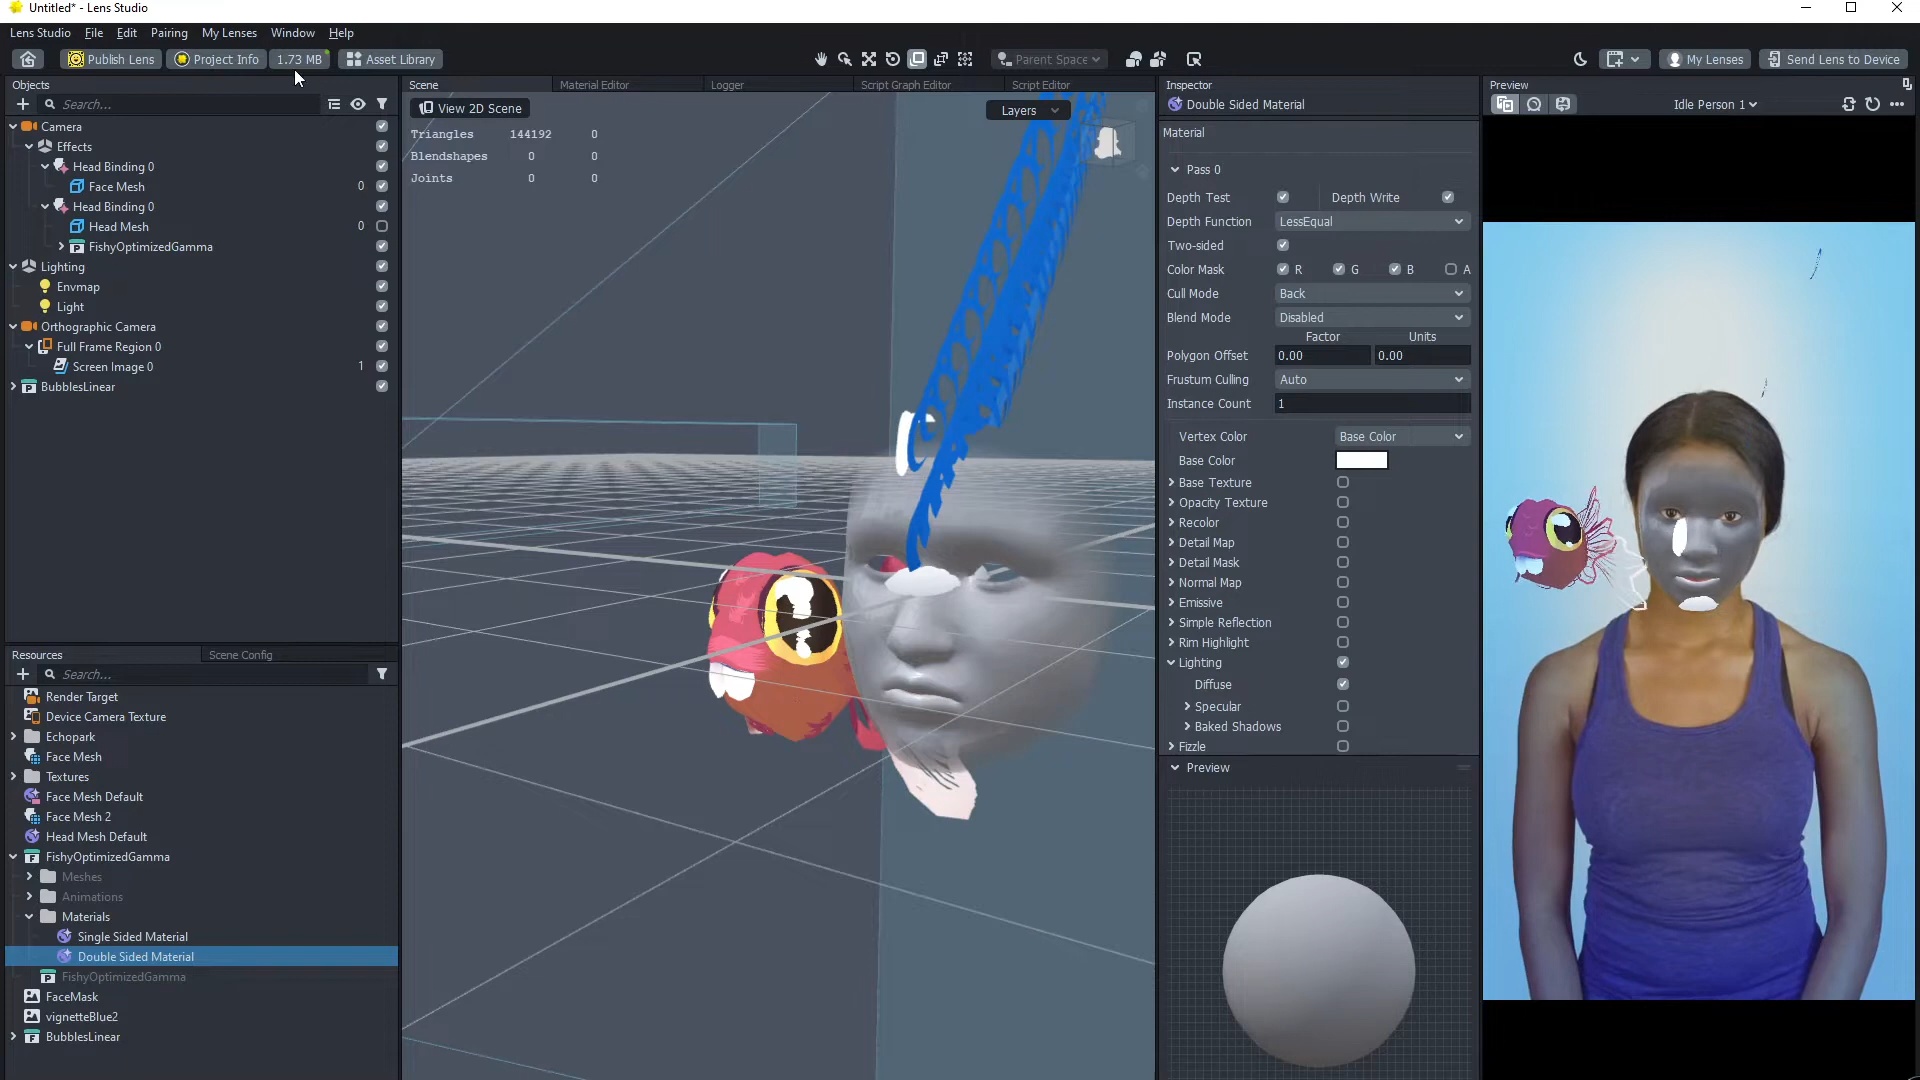 Untitled* - Lens Studio
Lens Studio File Edit Pairing My Lenses Window Help
Publish Lens Project Info 1.73 MB Asset Library Parent Space My Lenses Send Lens to Device
Objects
Search...
Camera
Effects
Head Binding 0
Face Mesh 0
Head Binding 0
Head Mesh 0
FishyOptimizedGamma
Lighting
Envmap
Light
Orthographic Camera
Full Frame Region 0
Screen Image 0 1
BubblesLinear
Resources Scene Config
Search...
Render Target
Device Camera Texture
Echopark
Face Mesh
Textures
Face Mesh Default
Face Mesh 2
Head Mesh Default
FishyOptimizedGamma
Meshes
Animations
Materials
Single Sided Material
Double Sided Material
FishyOptimizedGamma
FaceMask
vignetteBlue2
BubblesLinear
Scene Material Editor Logger Script Graph Editor Script Editor
View 2D Scene Layers
Triangles 144192 0
Blendshapes 0 0
Joints 0 0
Inspector
Double Sided Material
Material
Pass 0
Depth Test Depth Write
Depth Function LessEqual
Two-sided
Color Mask R G B A
Cull Mode Back
Blend Mode Disabled
Factor Units
Polygon Offset 0.00 0.00
Frustum Culling Auto
Instance Count 1
Vertex Color Base Color
Base Color
Base Texture
Opacity Texture
Recolor
Detail Map
Detail Mask
Normal Map
Emissive
Simple Reflection
Rim Highlight
Lighting
Diffuse
Specular
Baked Shadows
Fizzle
Preview
Preview
Idle Person 1